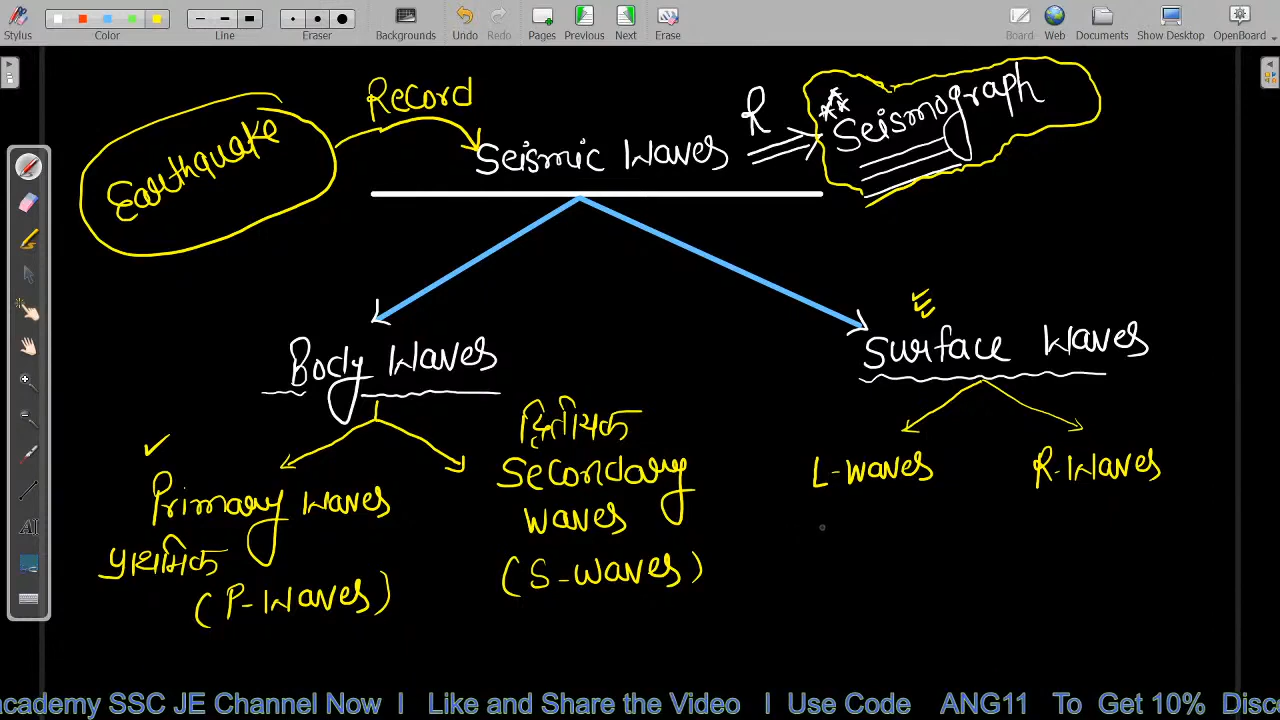 Stylus
Color
Line
Eraser
Backgrounds
Undo
Redo
Pages
Previous
Next
Erase
Board
Web
Documents
Show Desktop
OpenBoard
Earthquake
Record
Seismic Waves
R
Seismograph
Body Waves
Surface Waves
Primary Waves
प्राथमिक
(P-Waves)
द्वितीयक
Secondary
Waves
(S-Waves)
L-Waves
R-Waves
academy SSC JE Channel Now I Like and Share the Video I Use Code ANG11 To Get 10% Disc